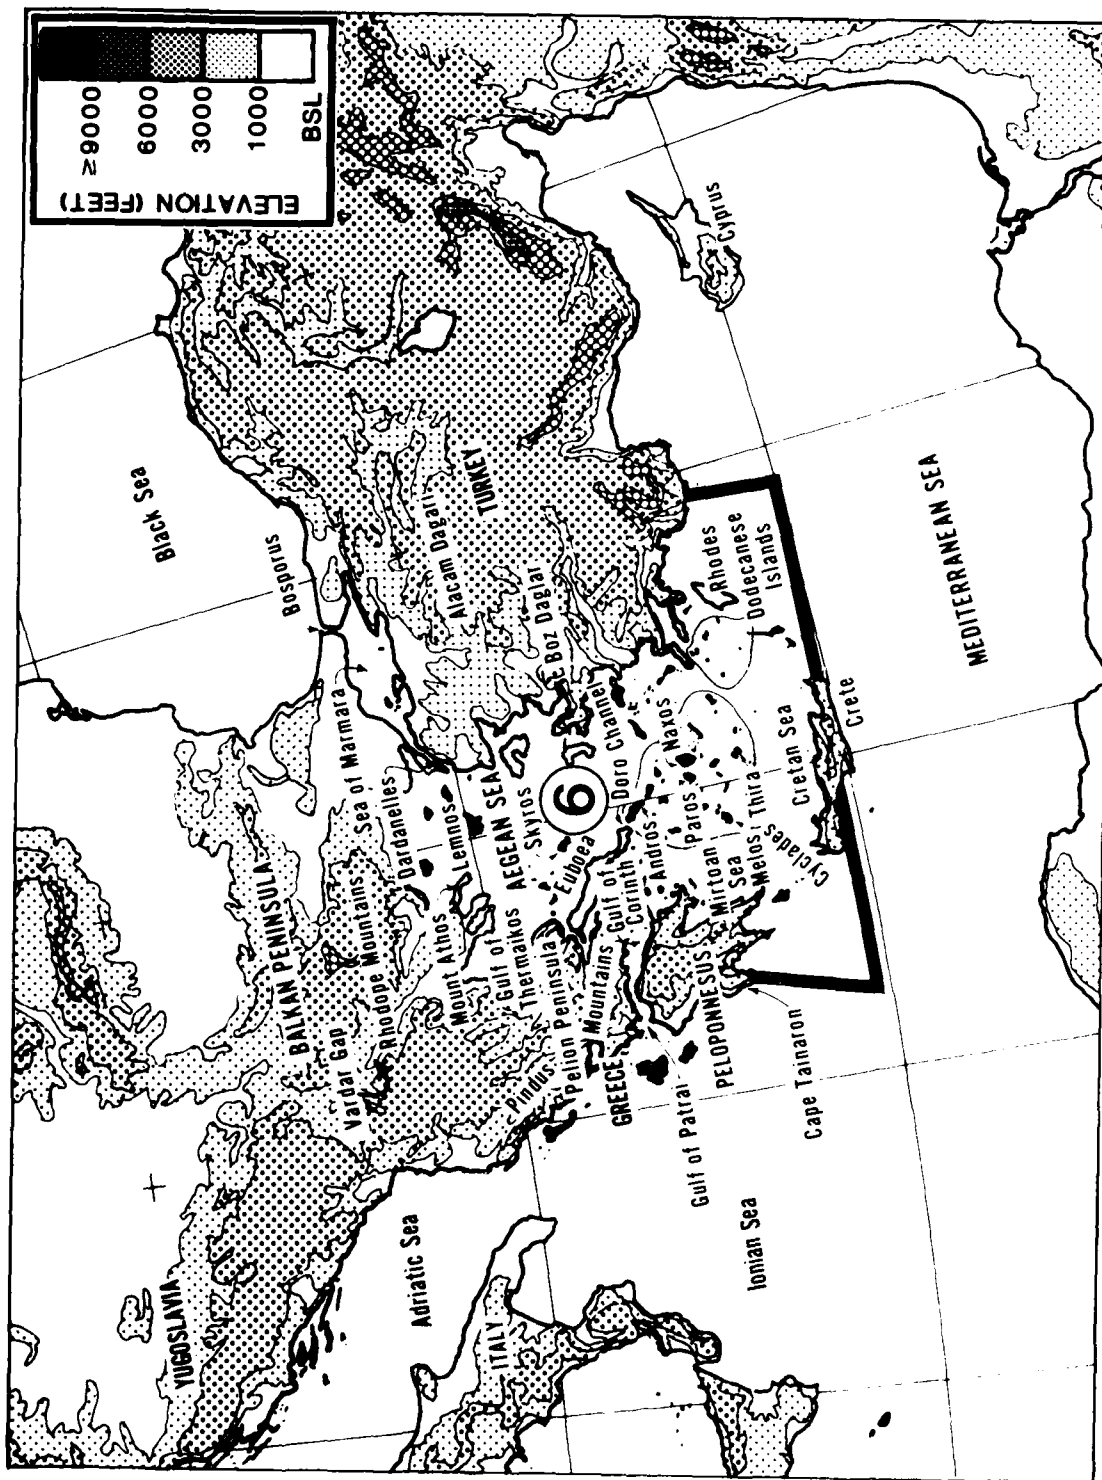 ELEVATION (FEET)
≥9000
6000
3000
1000
BSL
Black Sea
Bosporus
YUGOSLAVIA
BALKAN PENINSULA
Vardar Gap
Rhodope Mountains
Sea of Marmara
Dardanelles
Mount Athos
Lemnos
Gulf of
Thermaikos
AEGEAN SEA
Skyros
Alacam Daglari
TURKEY
Boz Daglar
Adriatic Sea
ITALY
Pindus
Mountains
Pelion Peninsula
Euboea
6
Doro Channel
GREECE
Gulf of
Corinth
Andros
Paros
Naxos
Gulf of Patrai
PELOPONNESUS
Mirtoan
Sea
Melos
Thira
Cyclades
Cretan Sea
Crete
Rhodes
Dodecanese
Islands
Cyprus
Ionian Sea
Cape Tainaron
MEDITERRANEAN SEA